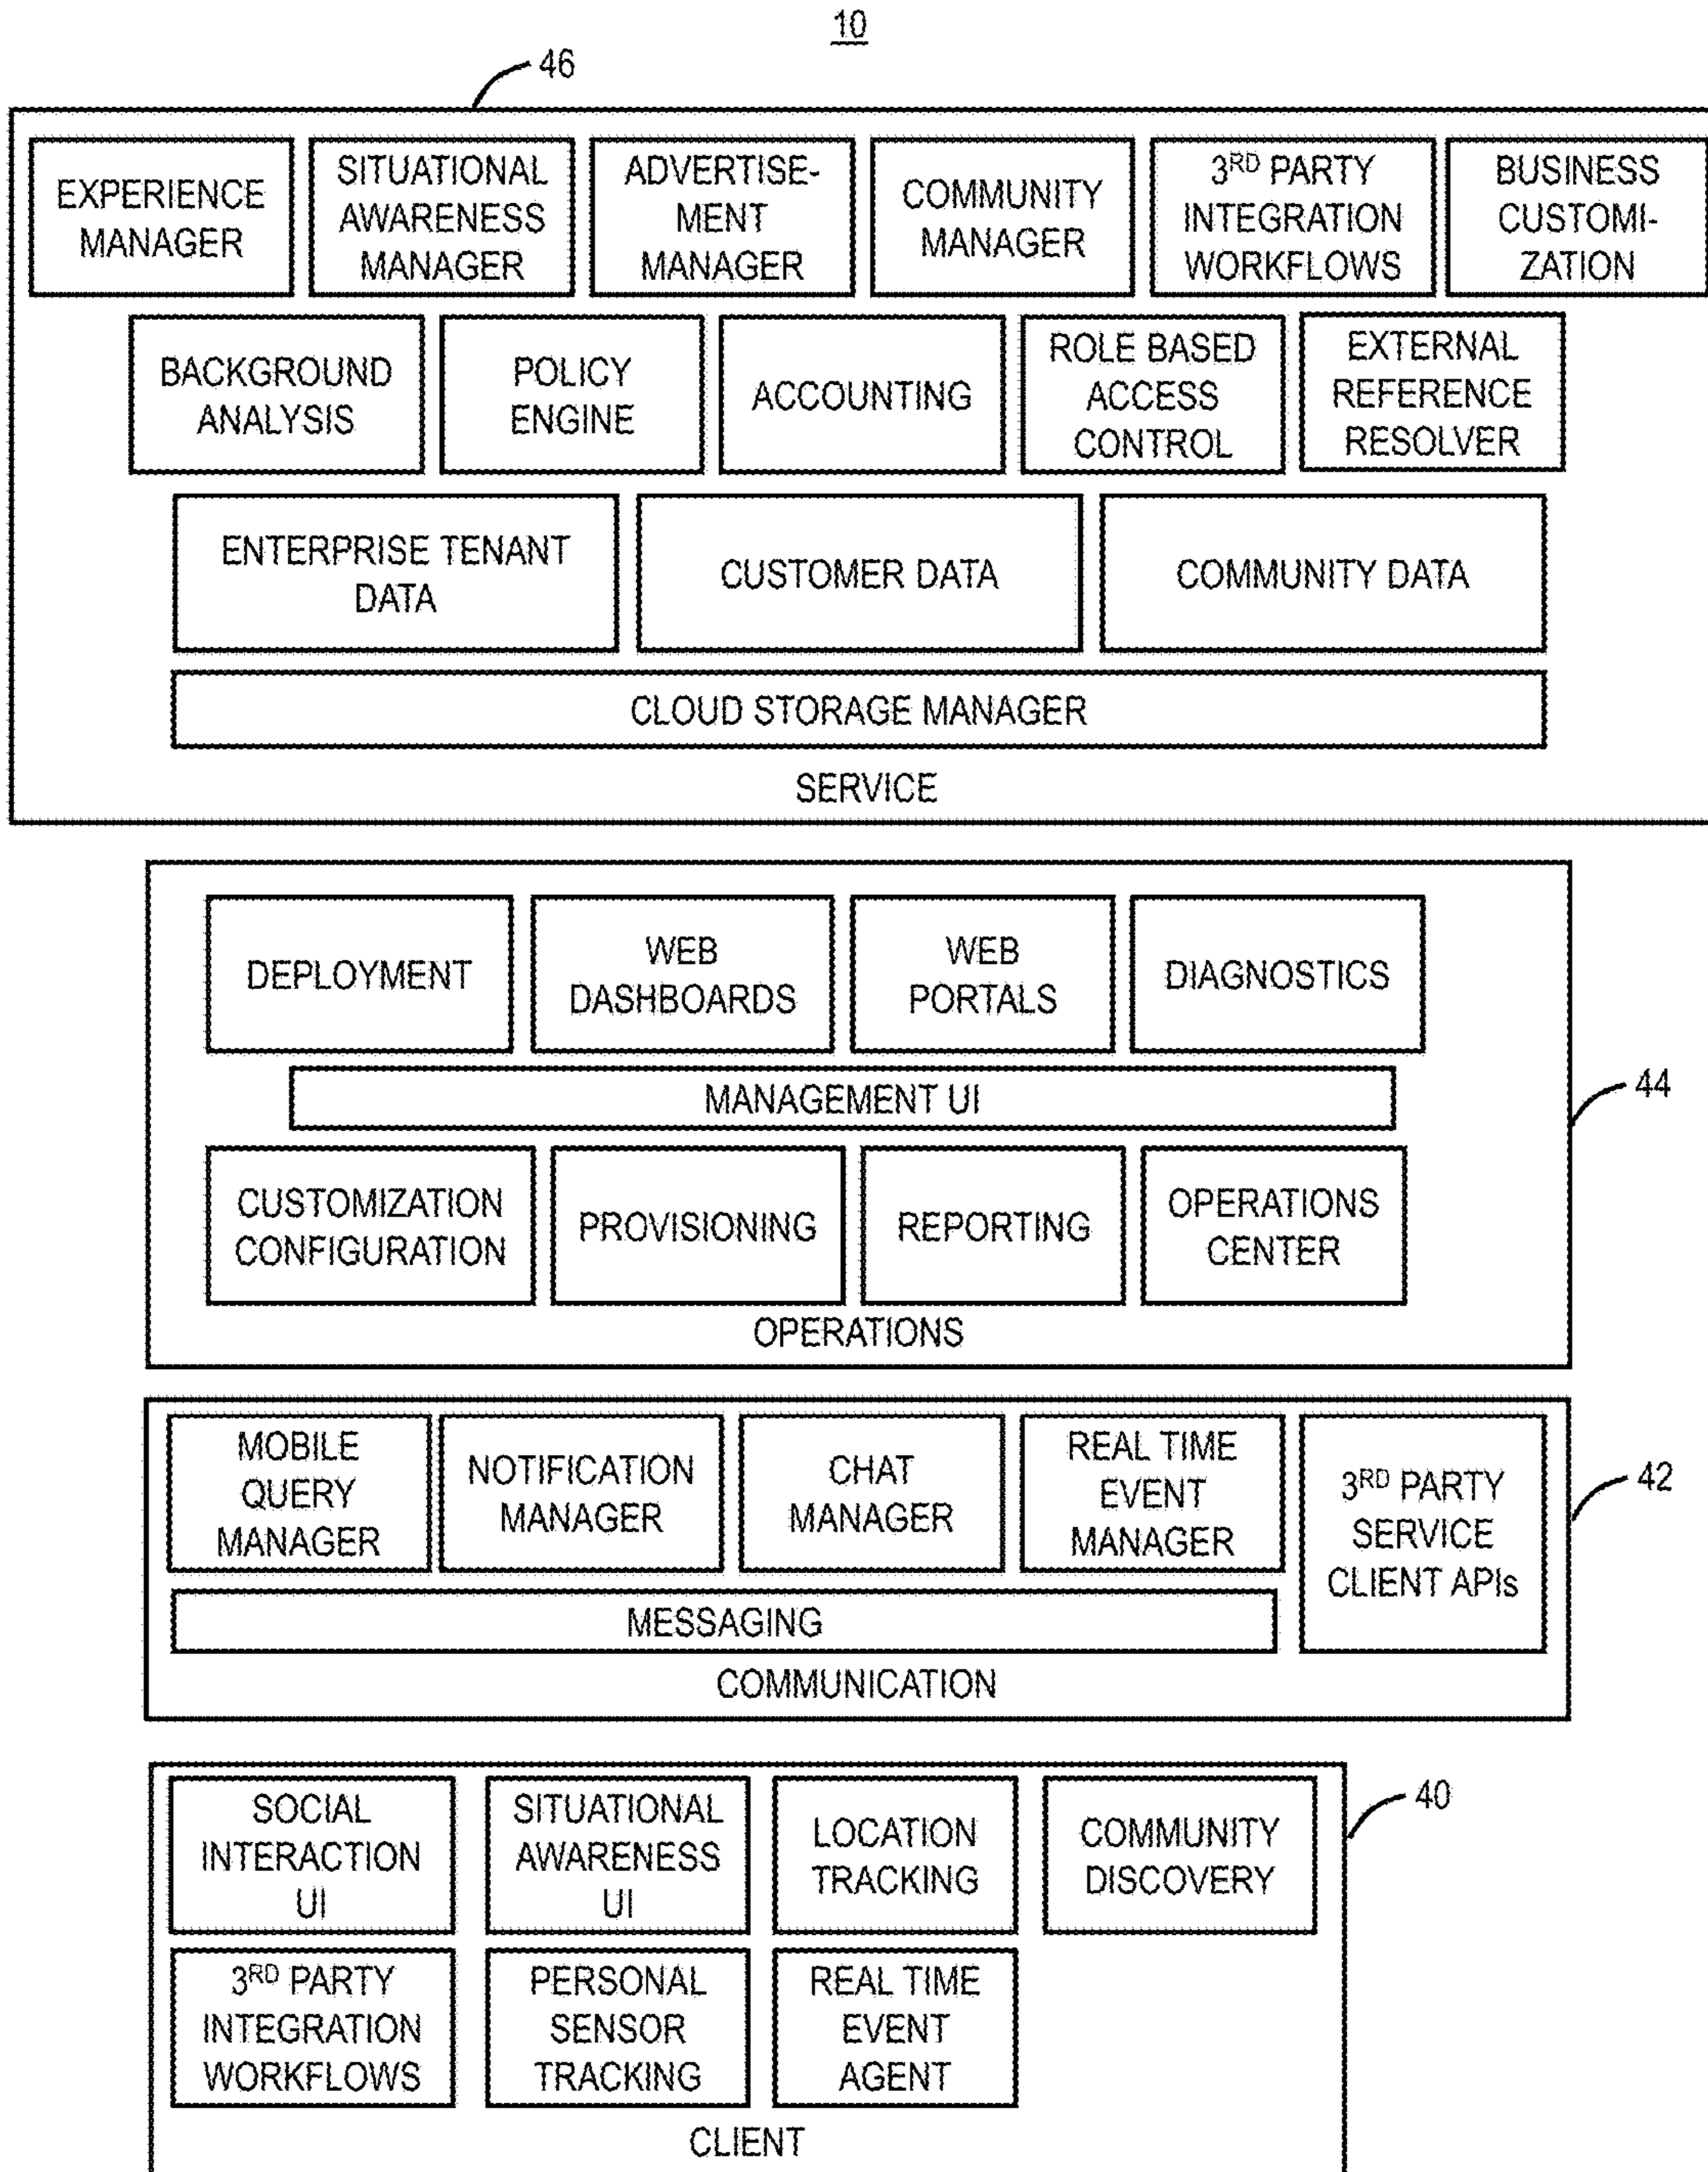 10
46
EXPERIENCE
MANAGER
SITUATIONAL
AWARENESS
MANAGER
ADVERTISE-
MENT
MANAGER
COMMUNITY
MANAGER
3RD PARTY
INTEGRATION
WORKFLOWS
BUSINESS
CUSTOMI-
ZATION
BACKGROUND
ANALYSIS
POLICY
ENGINE
ACCOUNTING
ROLE BASED
ACCESS
CONTROL
EXTERNAL
REFERENCE
RESOLVER
ENTERPRISE TENANT
DATA
CUSTOMER DATA
COMMUNITY DATA
CLOUD STORAGE MANAGER
SERVICE
DEPLOYMENT
WEB
DASHBOARDS
WEB
PORTALS
DIAGNOSTICS
MANAGEMENT UI
44
CUSTOMIZATION
CONFIGURATION
PROVISIONING
REPORTING
OPERATIONS
CENTER
OPERATIONS
MOBILE
QUERY
MANAGER
NOTIFICATION
MANAGER
CHAT
MANAGER
REAL TIME
EVENT
MANAGER
3RD PARTY
SERVICE
CLIENT APIs
42
MESSAGING
COMMUNICATION
SOCIAL
INTERACTION
UI
SITUATIONAL
AWARENESS
UI
LOCATION
TRACKING
COMMUNITY
DISCOVERY
40
3RD PARTY
INTEGRATION
WORKFLOWS
PERSONAL
SENSOR
TRACKING
REAL TIME
EVENT
AGENT
CLIENT